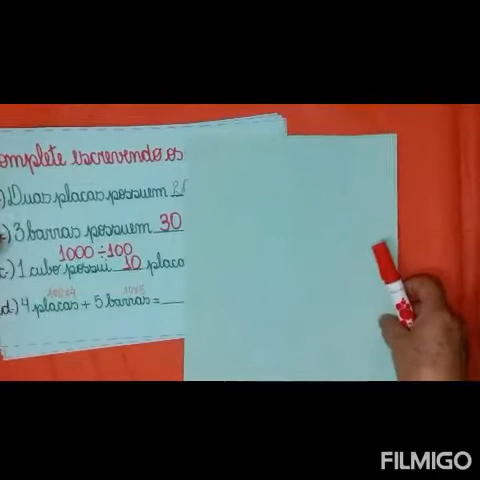 omplete escrevendo os
) Duas placas possuem
) 3 barras possuem 30
1000 ÷ 100
c.) 1 cubo possui 10 placa
100x4 10x5
d.) 4 placas + 5 barras =
FILMIGO